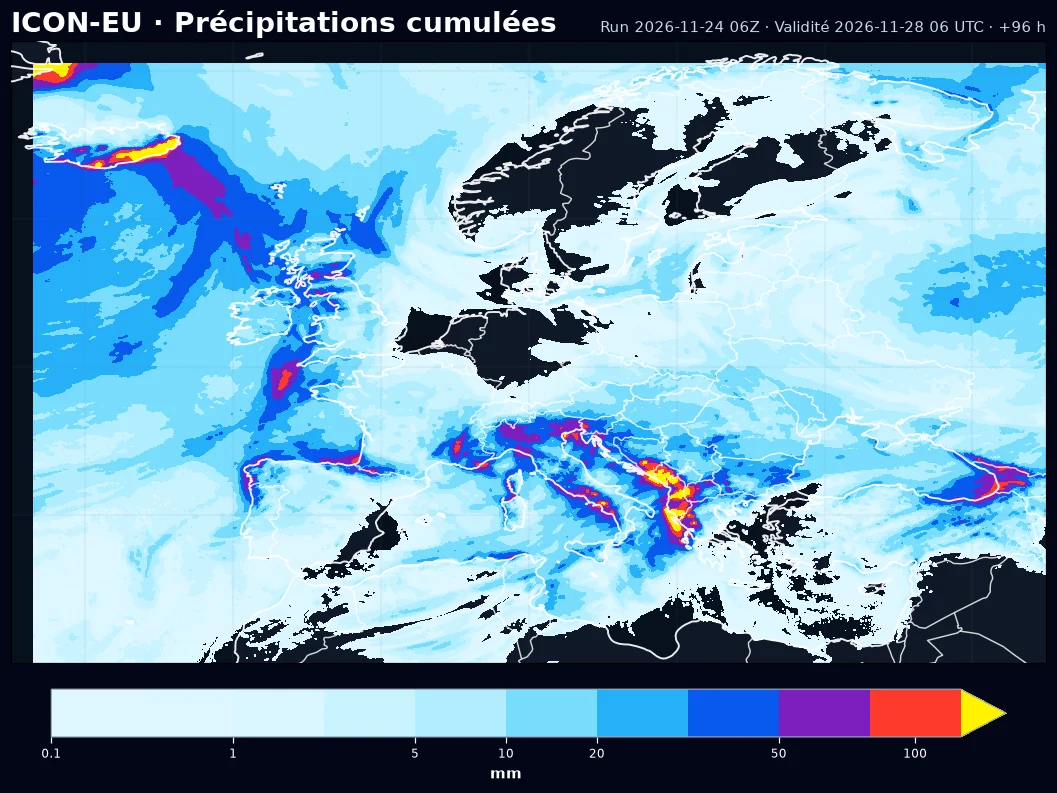 ICON-EU · Précipitations cumulées
Run 2026-11-24 06Z · Validité 2026-11-28 06 UTC · +96 h
0.1 1 5 10 20 50 100
mm